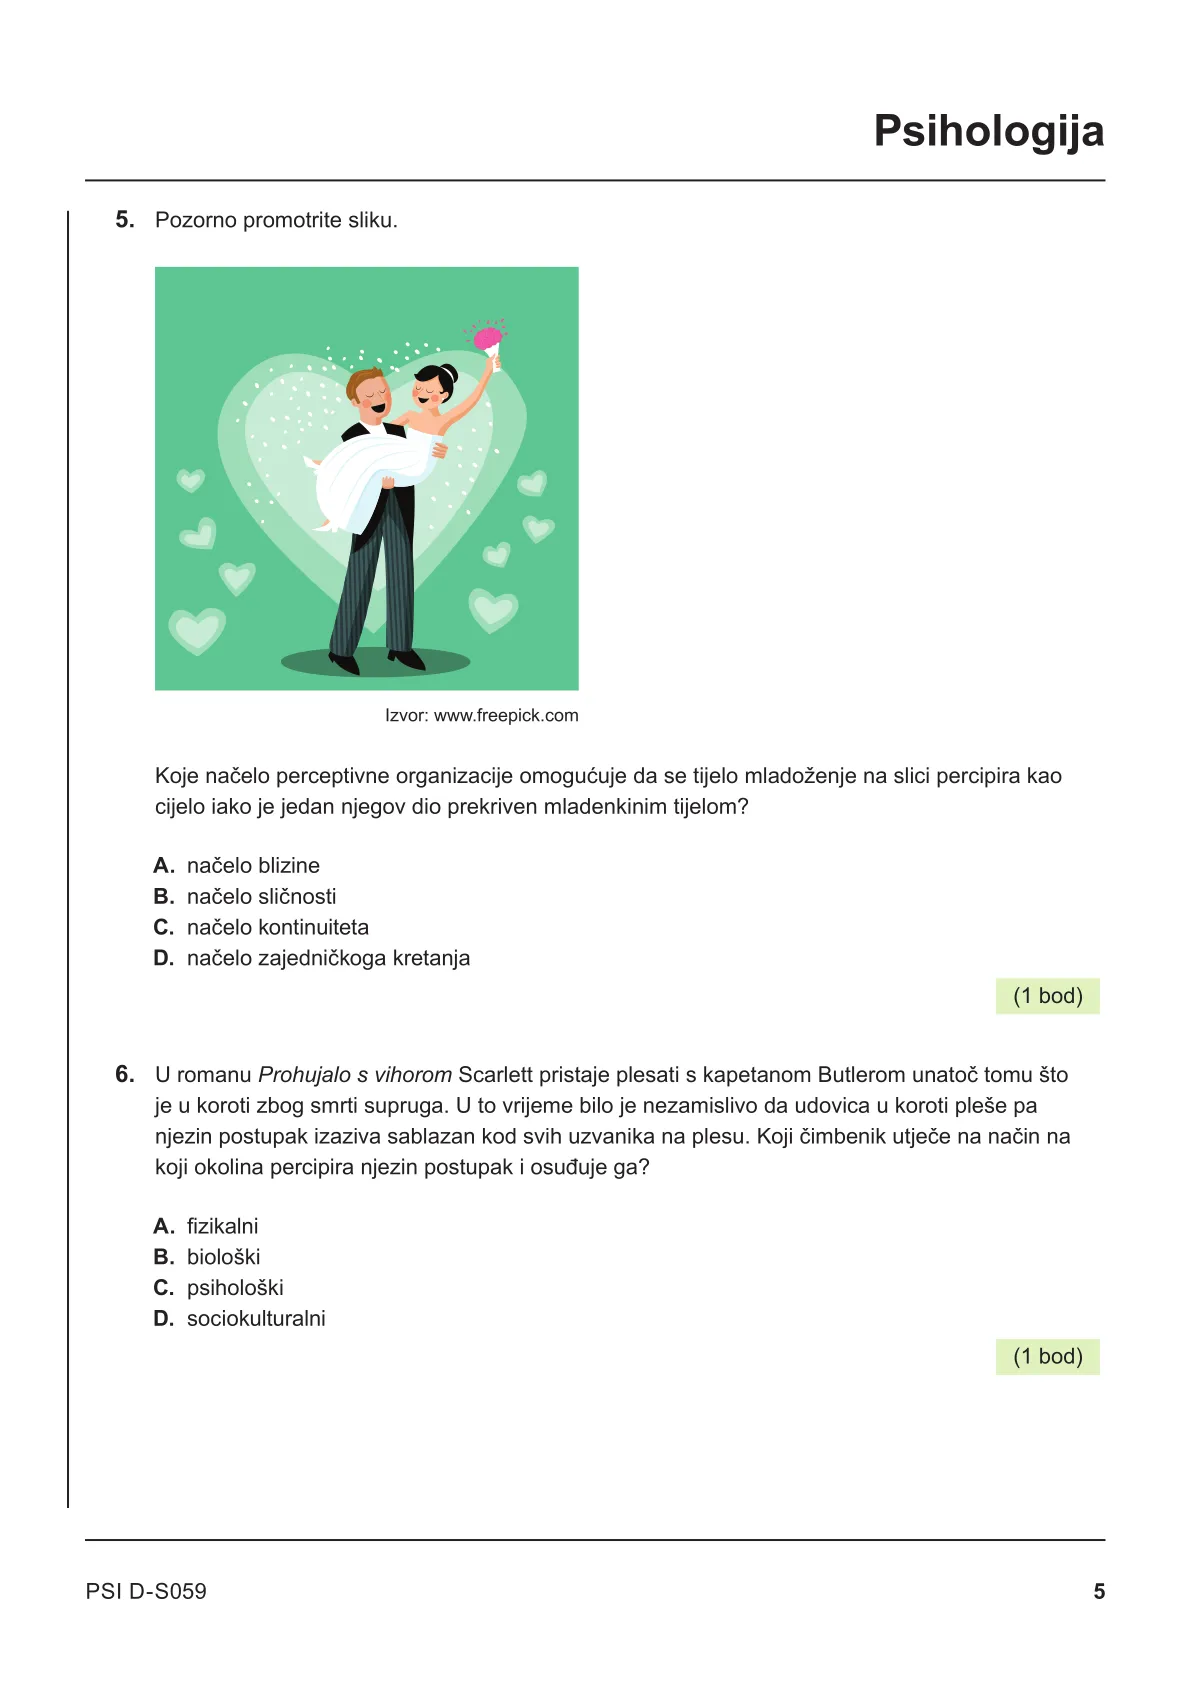 Psihologija
5. Pozorno promotrite sliku.
Izvor: www.freepick.com
Koje načelo perceptivne organizacije omogućuje da se tijelo mladoženje na slici percipira kao
cijelo iako je jedan njegov dio prekriven mladenkinim tijelom?
A. načelo blizine
B. načelo sličnosti
C. načelo kontinuiteta
D. načelo zajedničkoga kretanja
(1 bod)
6. U romanu Prohujalo s vihorom Scarlett pristaje plesati s kapetanom Butlerom unatoč tomu što
je u koroti zbog smrti supruga. U to vrijeme bilo je nezamislivo da udovica u koroti pleše pa
njezin postupak izaziva sablazan kod svih uzvanika na plesu. Koji čimbenik utječe na način na
koji okolina percipira njezin postupak i osuđuje ga?
A. fizikalni
B. biološki
C. psihološki
D. sociokulturalni
(1 bod)
PSI D-S059
5